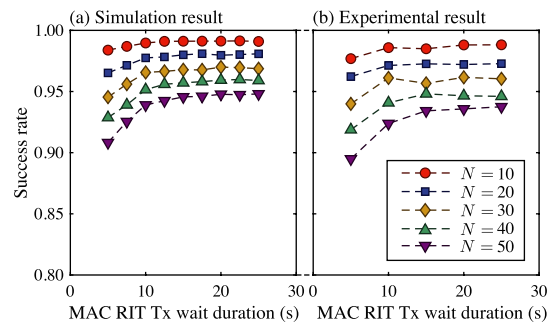 (a) Simulation result
(b) Experimental result
1.00
0.95
0.90
0.85
0.80
Success rate
N = 10
N = 20
N = 30
N = 40
N = 50
0 10 20 30 0 10 20 30
MAC RIT Tx wait duration (s)
MAC RIT Tx wait duration (s)